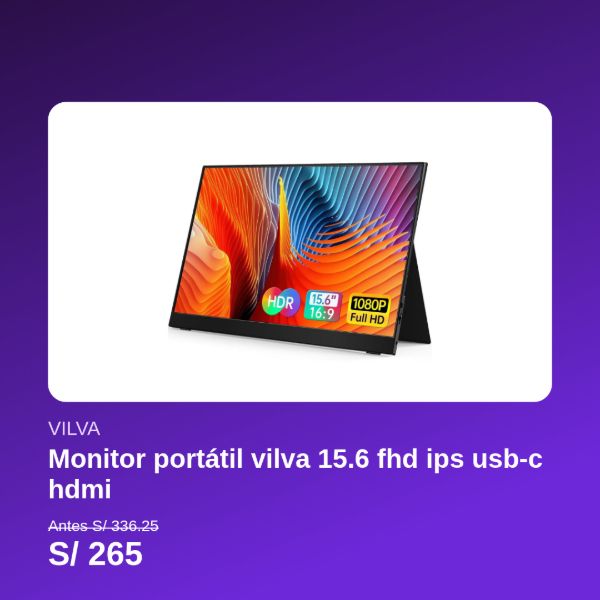 HDR
15.6"
16:9
1080P
Full HD
VILVA
Monitor portátil vilva 15.6 fhd ips usb-c
hdmi
Antes S/ 336.25
S/ 265